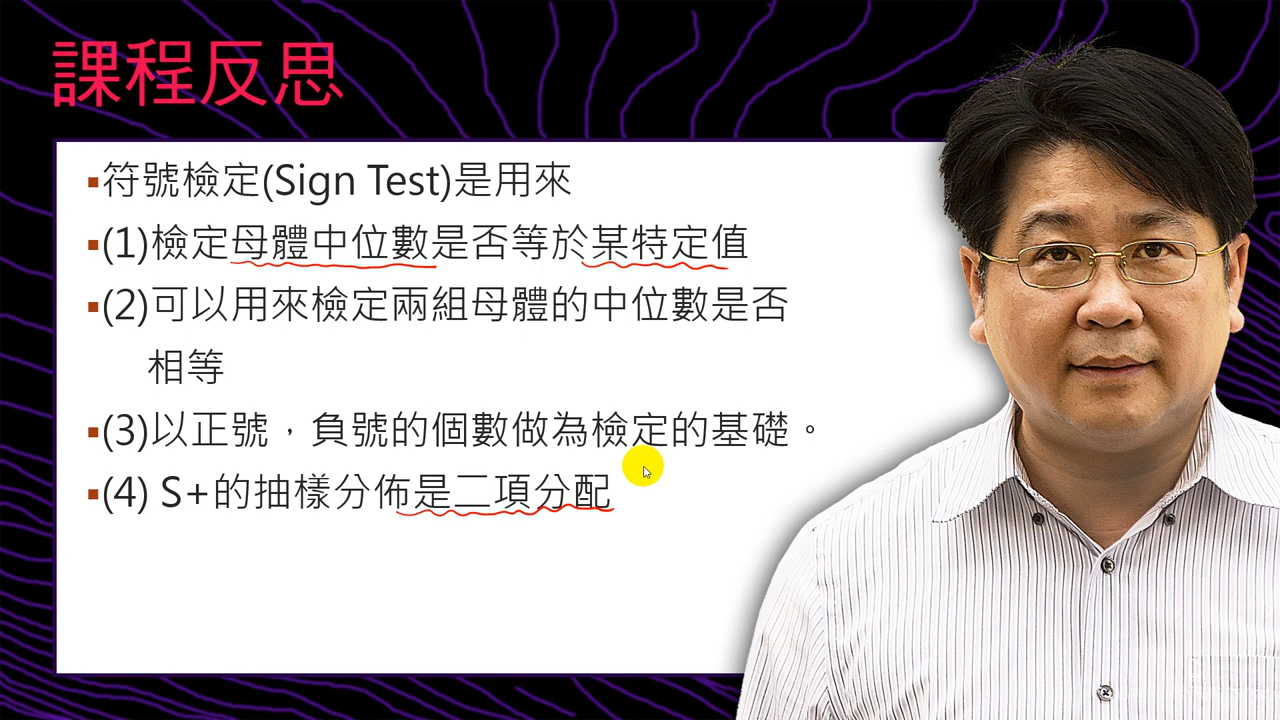 課程反思
▪符號檢定(Sign Test)是用來
▪(1)檢定母體中位數是否等於某特定值
▪(2)可以用來檢定兩組母體的中位數是否
相等
▪(3)以正號，負號的個數做為檢定的基礎。
▪(4) S+的抽樣分佈是二項分配